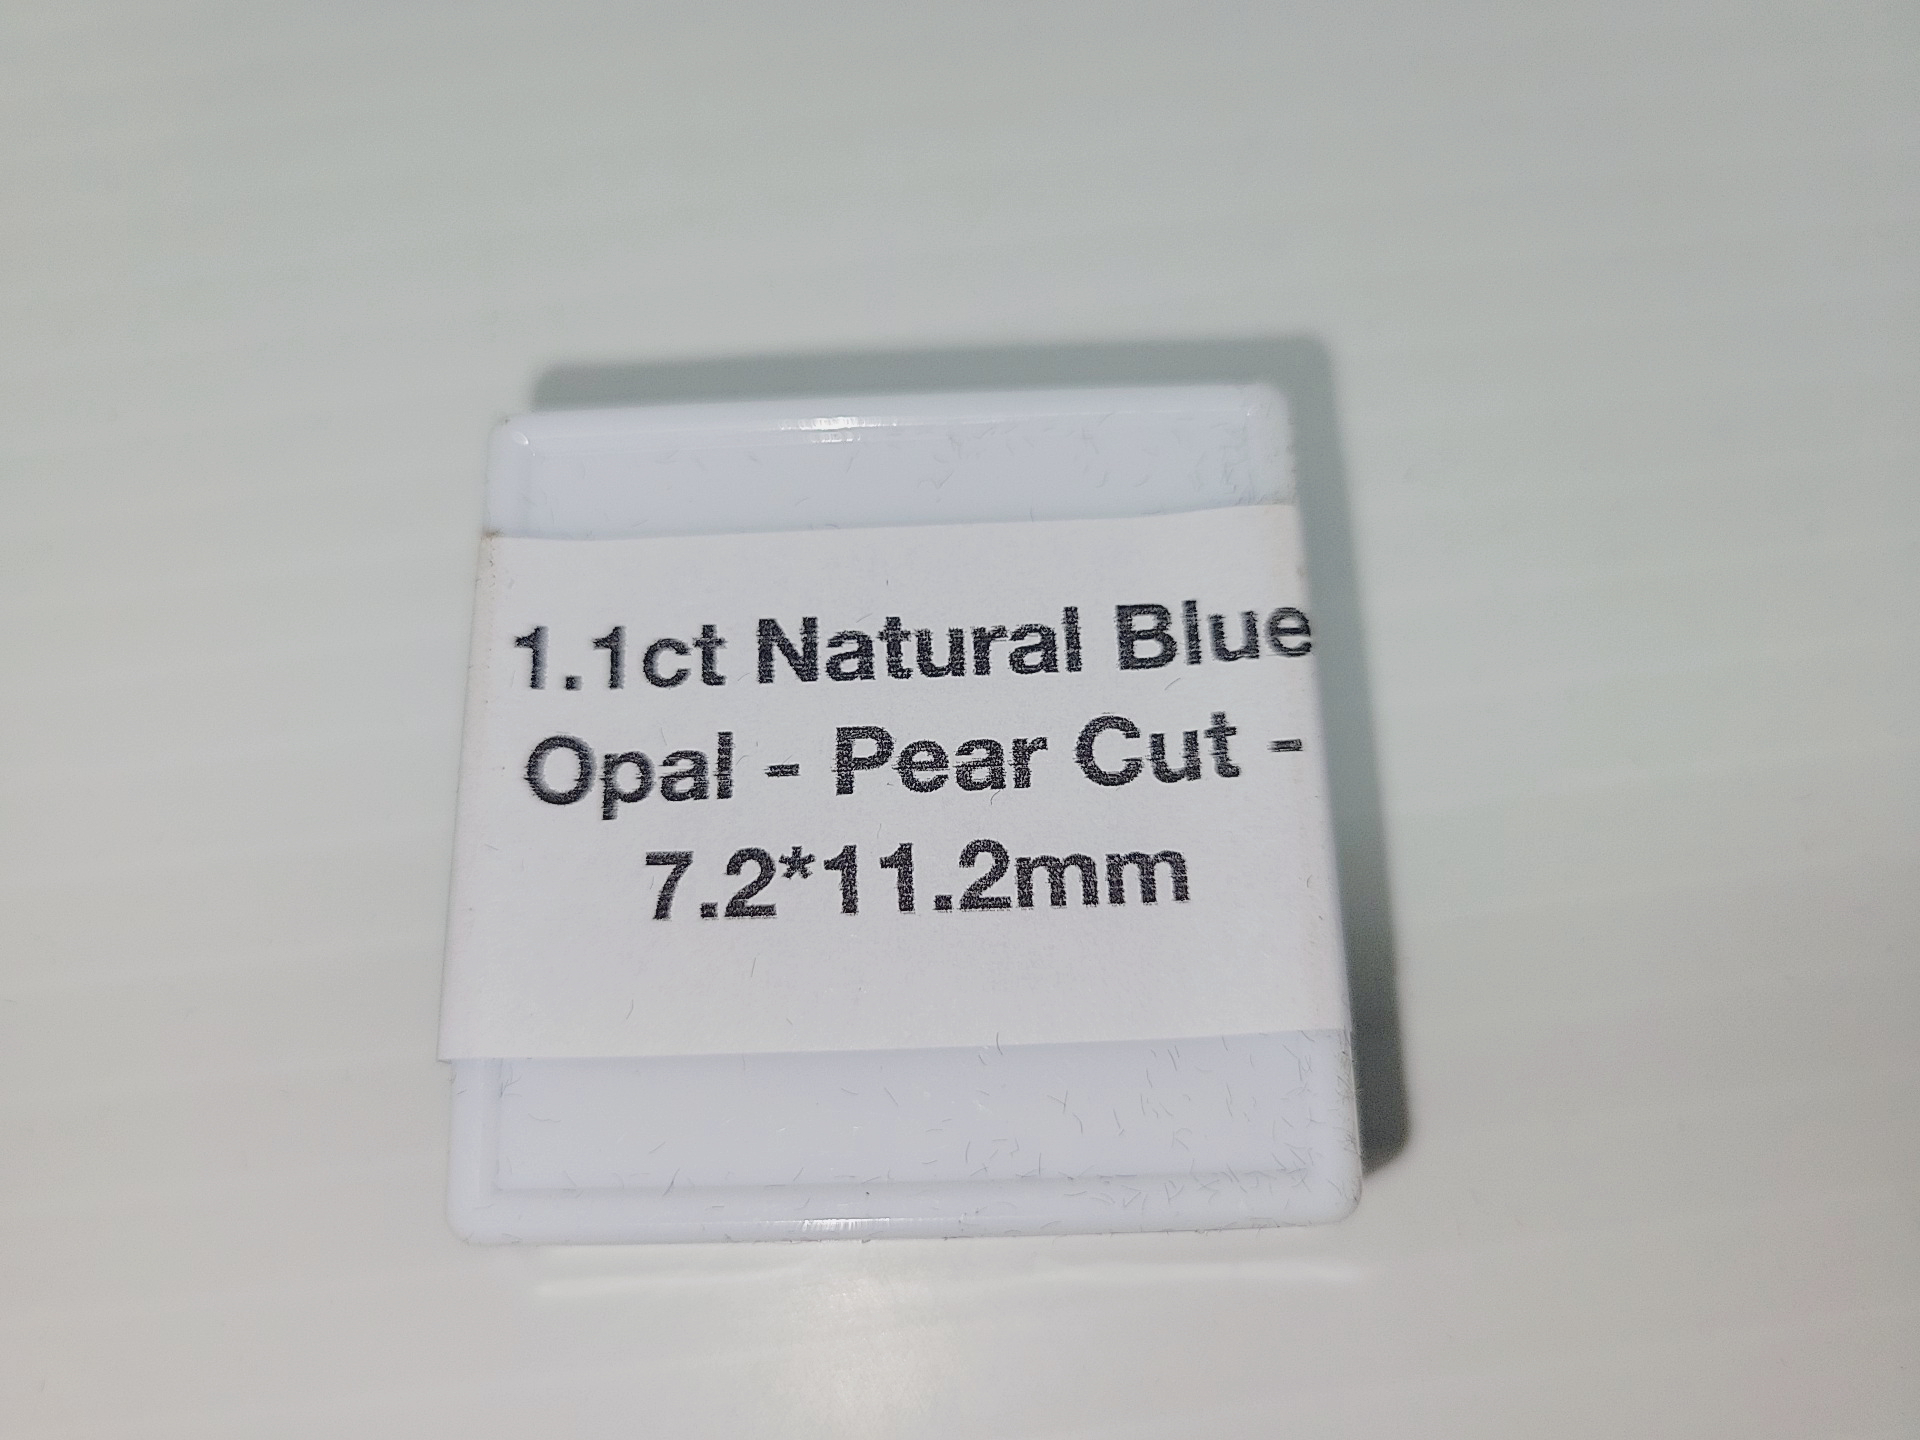 1.1ct Natural Blue
Opal - Pear Cut -
7.2*11.2mm